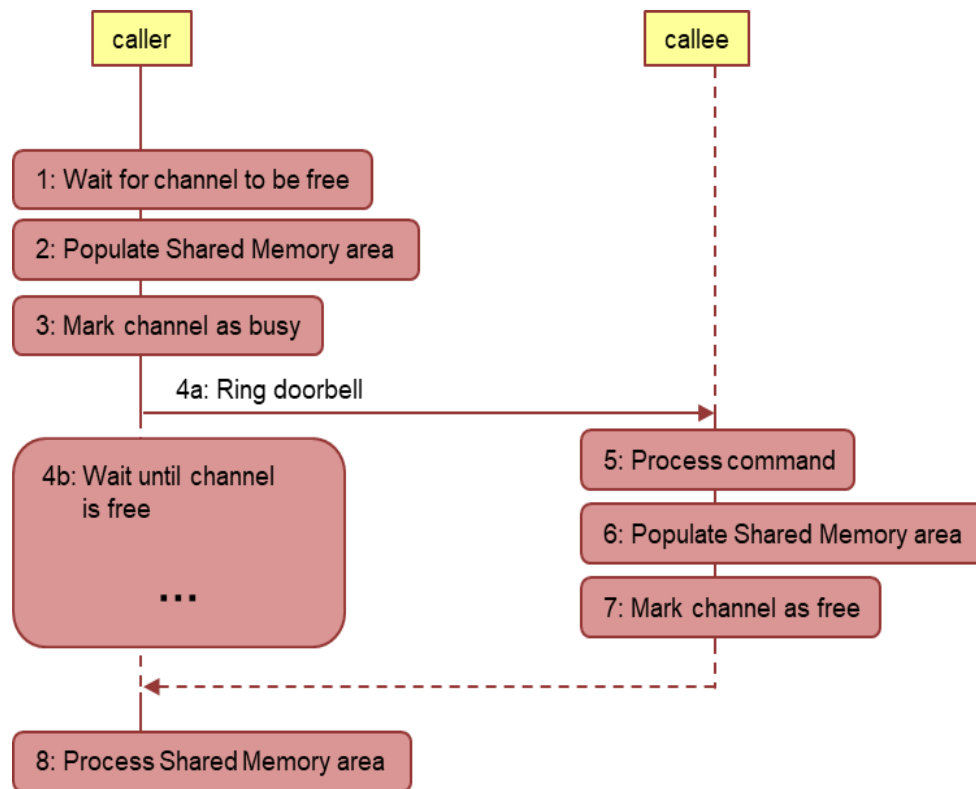 caller
callee
1: Wait for channel to be free
2: Populate Shared Memory area
3: Mark channel as busy
4a: Ring doorbell
4b: Wait until channel
is free
...
5: Process command
6: Populate Shared Memory area
7: Mark channel as free
8: Process Shared Memory area